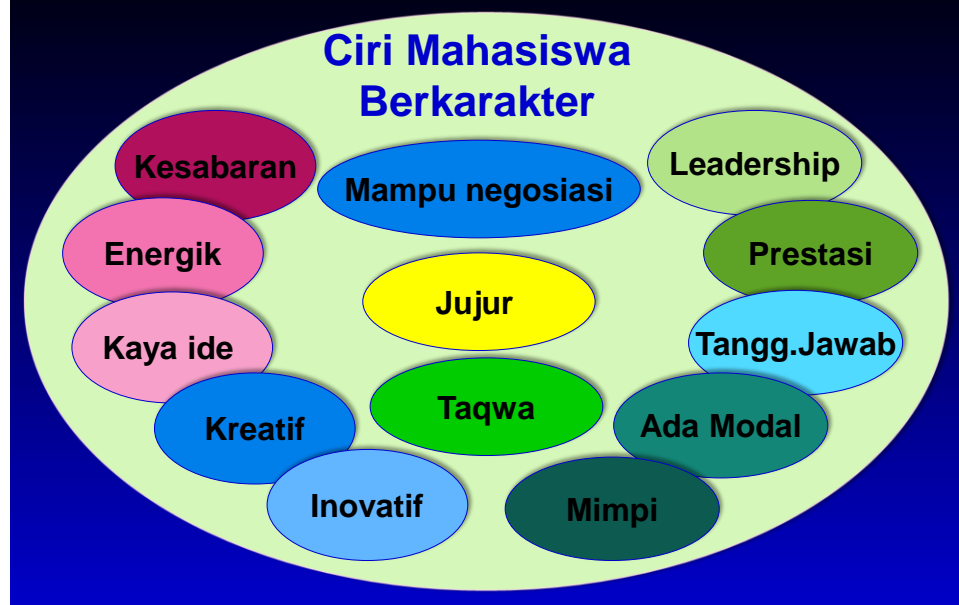 Ciri Mahasiswa
Berkarakter
Kesabaran
Mampu negosiasi
Leadership
Energik
Prestasi
Jujur
Kaya ide
Tangg.Jawab
Taqwa
Kreatif
Ada Modal
Inovatif
Mimpi